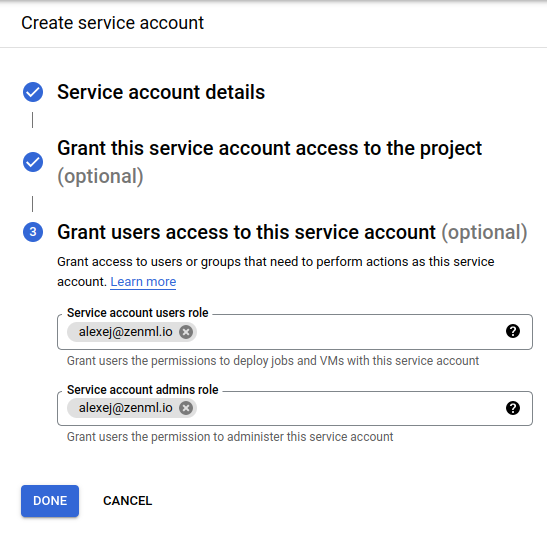 Create service account
Service account details
Grant this service account access to the project
(optional)
3 Grant users access to this service account (optional)
Grant access to users or groups that need to perform actions as this service
account. Learn more
Service account users role
alexej@zenml.io
Grant users the permissions to deploy jobs and VMs with this service account
Service account admins role
alexej@zenml.io
Grant users the permission to administer this service account
DONE CANCEL